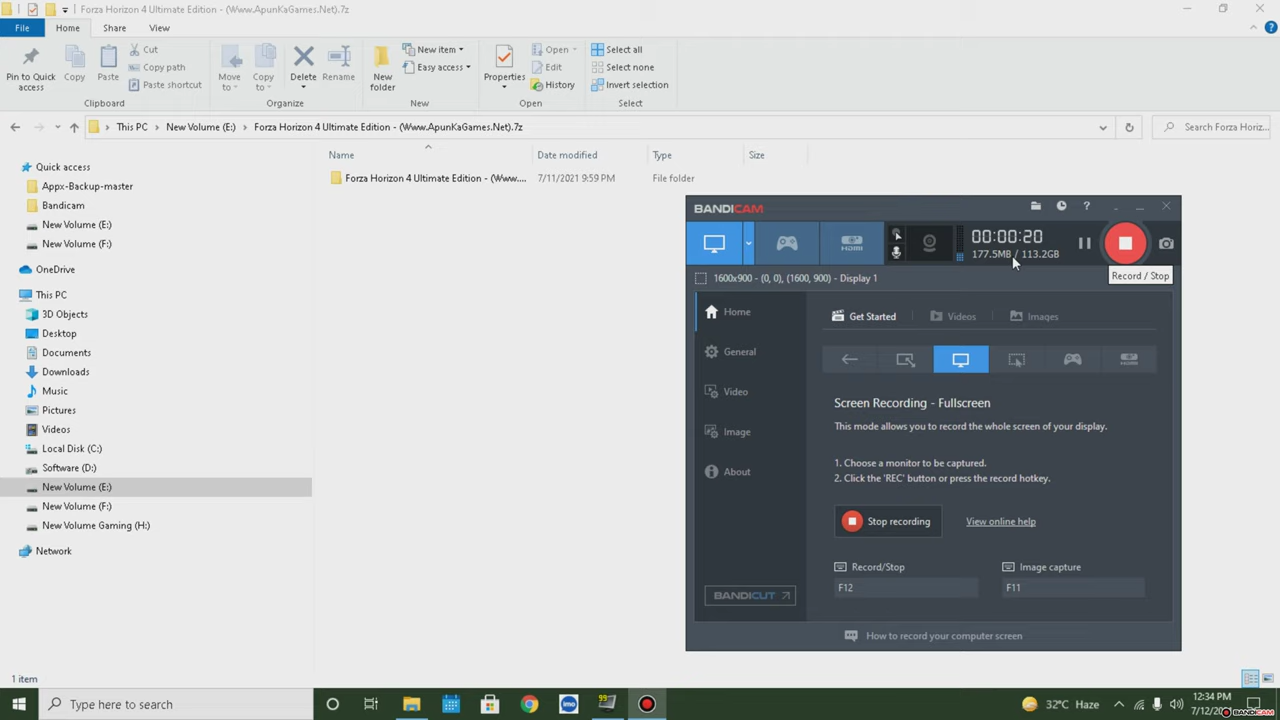 Forza Horizon 4 Ultimate Edition - (Www.ApunKaGames.Net).7z
File Home Share View
Pin to Quick access
Copy
Paste
Cut
Copy path
Paste shortcut
Clipboard
Move to
Copy to
Delete
Rename
Organize
New folder
New item
Easy access
New
Properties
Open
Edit
History
Open
Select all
Select none
Invert selection
Select
This PC New Volume (E:) Forza Horizon 4 Ultimate Edition - (Www.ApunKaGames.Net).7z
Search Forza Horiz...
Name Date modified Type Size
Forza Horizon 4 Ultimate Edition - (Www.... 7/11/2021 9:59 PM File folder
Quick access
Appx-Backup-master
Bandicam
New Volume (E:)
New Volume (F:)
OneDrive
This PC
3D Objects
Desktop
Documents
Downloads
Music
Pictures
Videos
Local Disk (C:)
Software (D:)
New Volume (E:)
New Volume (F:)
New Volume Gaming (H:)
Network
1 item
BANDICAM
HDMI
00:00:20
177.5MB / 113.2GB
Record / Stop
1600x900 - (0, 0), (1600, 900) - Display 1
Home
General
Video
Image
About
BANDICUT
Get Started Videos Images
HDMI
Screen Recording - Fullscreen
This mode allows you to record the whole screen of your display.
1. Choose a monitor to be captured.
2. Click the 'REC' button or press the record hotkey.
Stop recording
View online help
Record/Stop Image capture
F12 F11
How to record your computer screen
Type here to search
imo
99
32°C Haze
12:34 PM
7/12/20
BANDICAM